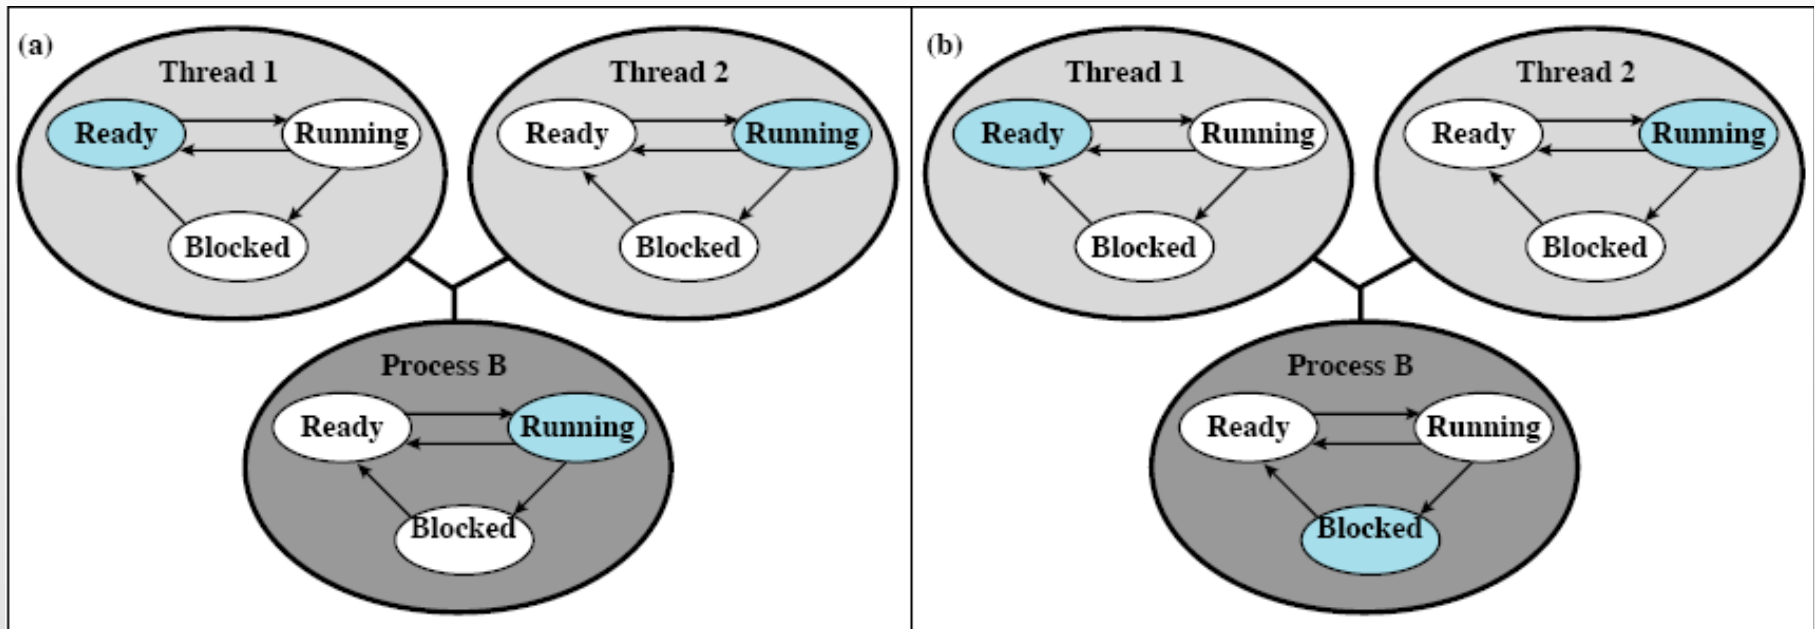 (a)
Thread 1
Ready
Running
Blocked
Thread 2
Ready
Running
Blocked
Process B
Ready
Running
Blocked
(b)
Thread 1
Ready
Running
Blocked
Thread 2
Ready
Running
Blocked
Process B
Ready
Running
Blocked